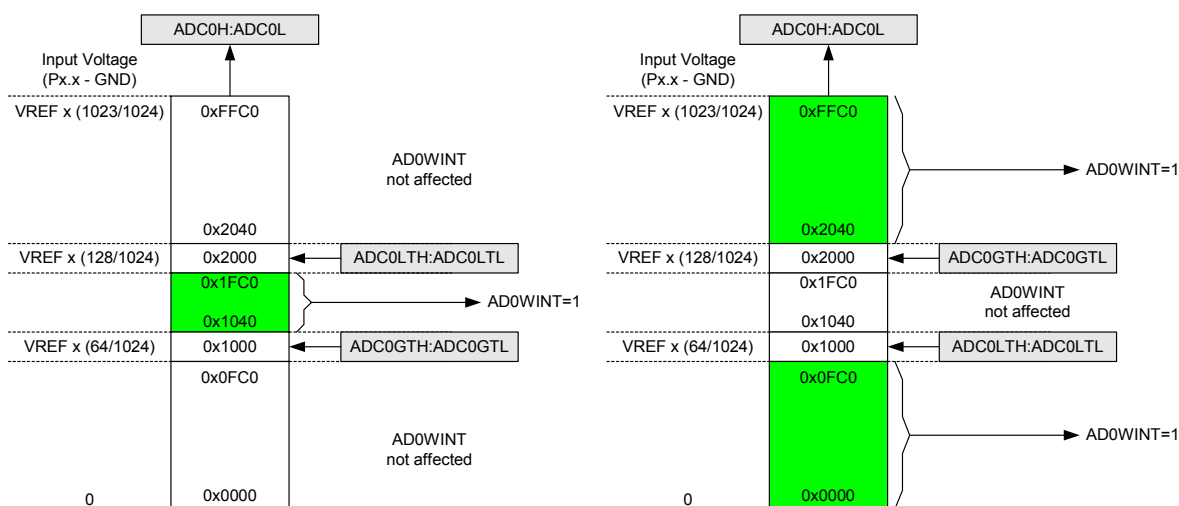 ADC0H:ADC0L
Input Voltage
(Px.x - GND)
VREF x (1023/1024)
0xFFC0
AD0WINT
not affected
0x2040
VREF x (128/1024)
0x2000
ADC0LTH:ADC0LTL
0x1FC0
AD0WINT=1
0x1040
VREF x (64/1024)
0x1000
ADC0GTH:ADC0GTL
0x0FC0
AD0WINT
not affected
0
0x0000
ADC0H:ADC0L
Input Voltage
(Px.x - GND)
VREF x (1023/1024)
0xFFC0
AD0WINT=1
0x2040
VREF x (128/1024)
0x2000
ADC0GTH:ADC0GTL
0x1FC0
AD0WINT
not affected
0x1040
VREF x (64/1024)
0x1000
ADC0LTH:ADC0LTL
0x0FC0
AD0WINT=1
0
0x0000